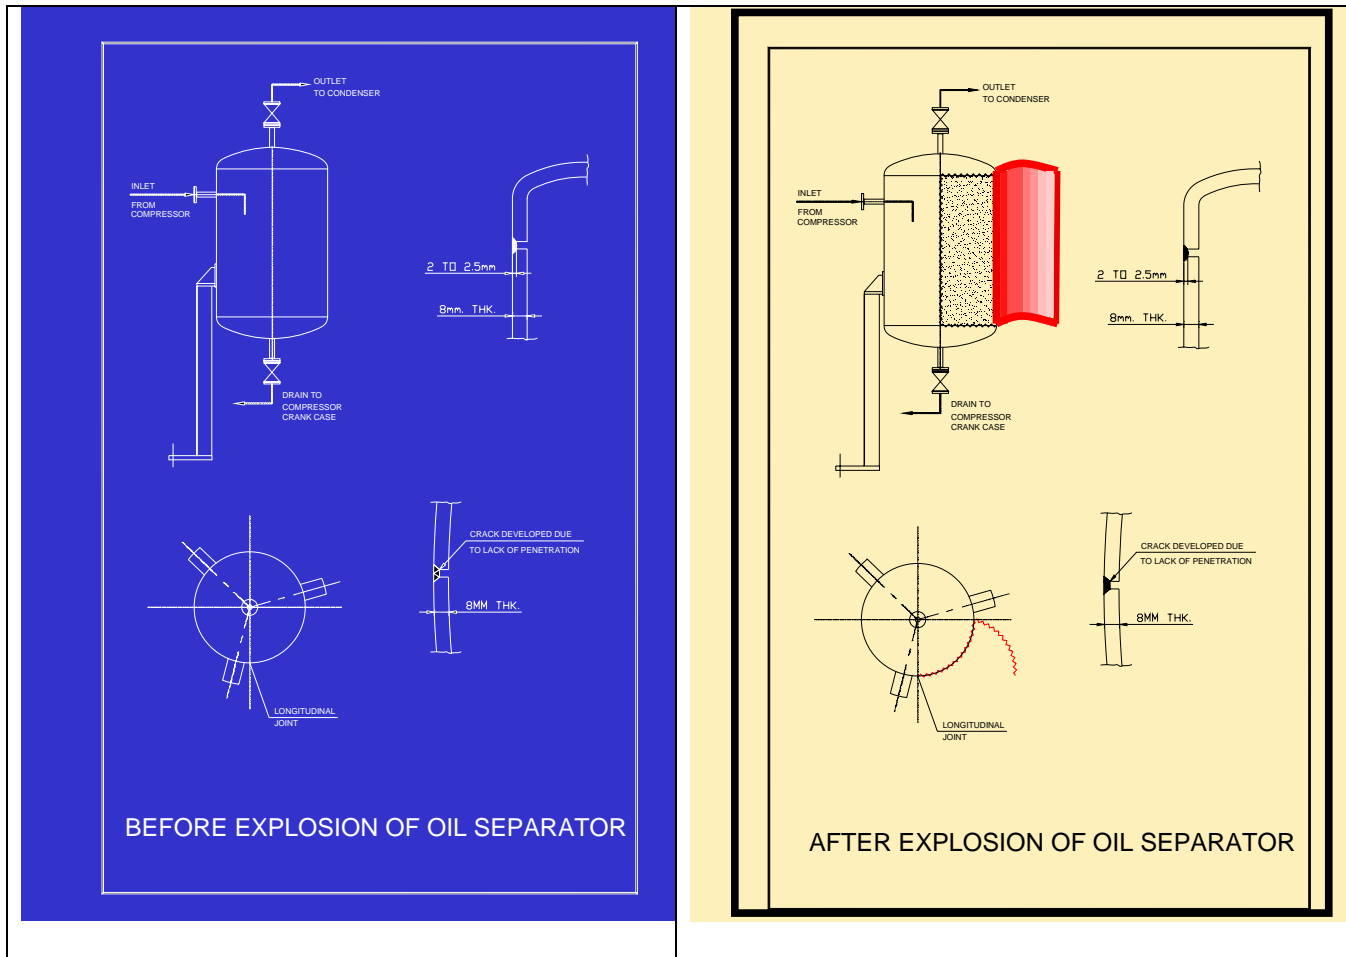 OUTLET
TO CONDENSER
INLET
FROM
COMPRESSOR
2 TO 2.5mm
8mm. THK.
DRAIN TO
COMPRESSOR
CRANK CASE
CRACK DEVELOPED DUE
TO LACK OF PENETRATION
8MM THK.
LONGITUDINAL
JOINT
BEFORE EXPLOSION OF OIL SEPARATOR
OUTLET
TO CONDENSER
INLET
FROM
COMPRESSOR
2 TO 2.5mm
8mm. THK.
DRAIN TO
COMPRESSOR
CRANK CASE
CRACK DEVELOPED DUE
TO LACK OF PENETRATION
8MM THK.
LONGITUDINAL
JOINT
AFTER EXPLOSION OF OIL SEPARATOR